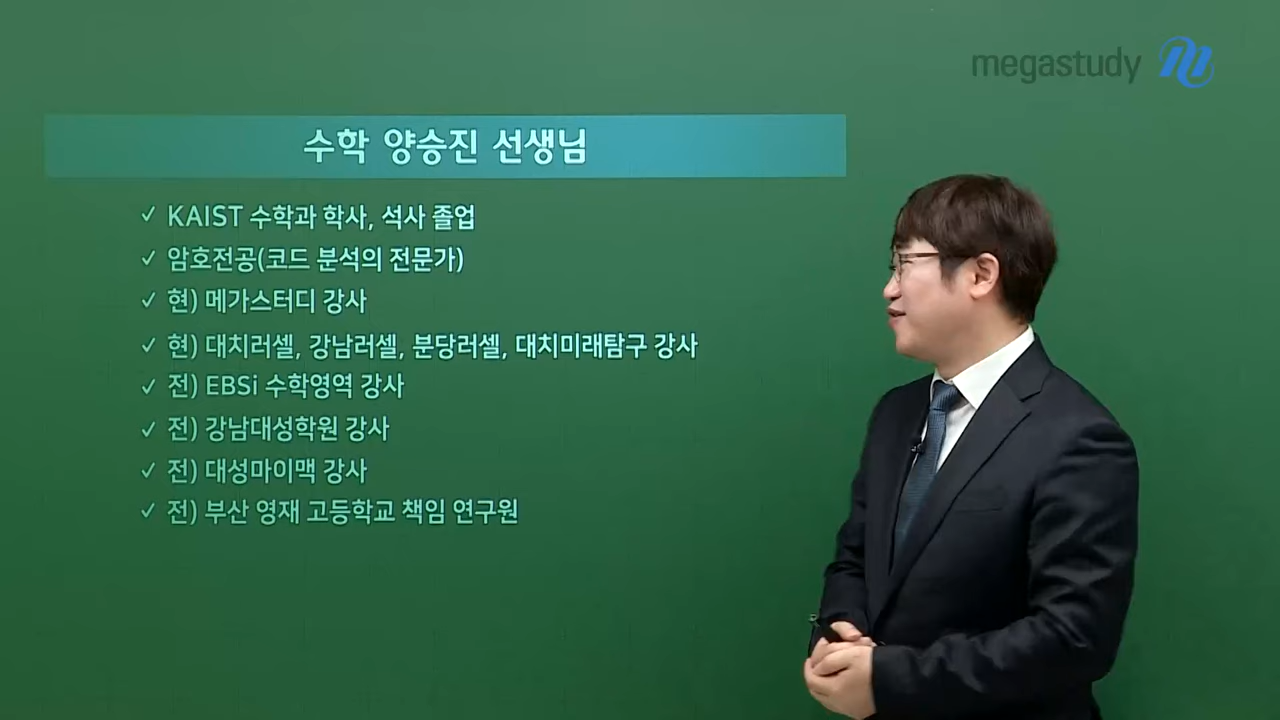 megastudy
수학 양승진 선생님
✓ KAIST 수학과 학사, 석사 졸업
✓ 암호전공(코드 분석의 전문가)
✓ 현) 메가스터디 강사
✓ 현) 대치러셀, 강남러셀, 분당러셀, 대치미래탐구 강사
✓ 전) EBSi 수학영역 강사
✓ 전) 강남대성학원 강사
✓ 전) 대성마이맥 강사
✓ 전) 부산 영재 고등학교 책임 연구원